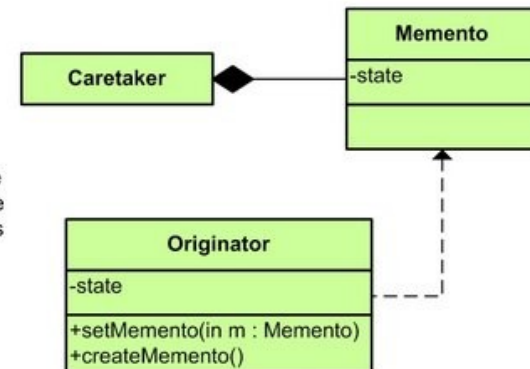 Memento
-state
Caretaker
Originator
-state
+setMemento(in m : Memento)
+createMemento()